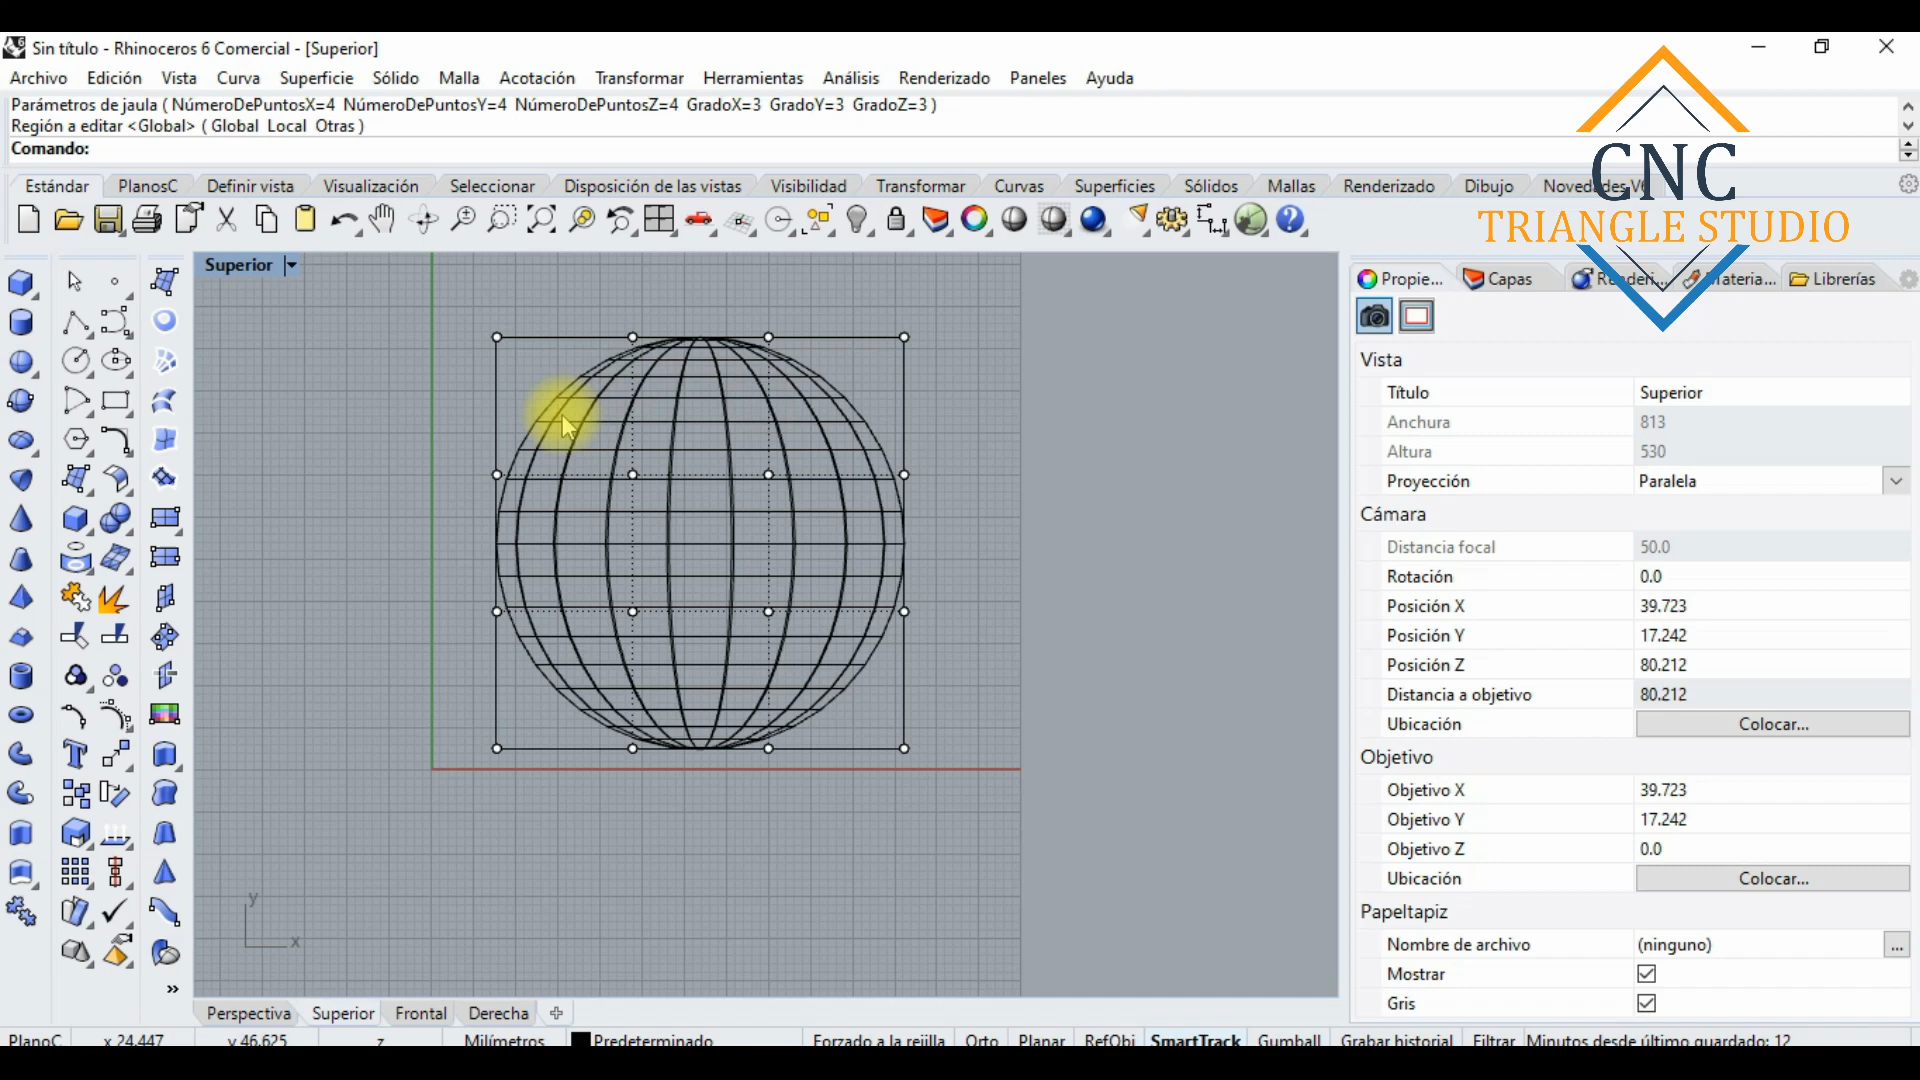 Sin título - Rhinoceros 6 Comercial - [Superior]
Archivo Edición Vista Curva Superficie Sólido Malla Acotación Transformar Herramientas Análisis Renderizado Paneles Ayuda
Parámetros de jaula ( NúmeroDePuntosX=4 NúmeroDePuntosY=4 NúmeroDePuntosZ=4 GradoX=3 GradoY=3 GradoZ=3 )
Región a editar <Global> ( Global Local Otras )
Comando:
CNC
TRIANGLE STUDIO
Estándar PlanosC Definir vista Visualización Seleccionar Disposición de las vistas Visibilidad Transformar Curvas Superficies Sólidos Mallas Renderizado Dibujo Novedades V6
Superior
Propie... Capas Renderi... Materia... Librerías
Vista
Título Superior
Anchura 813
Altura 530
Proyección Paralela
Cámara
Distancia focal 50.0
Rotación 0.0
Posición X 39.723
Posición Y 17.242
Posición Z 80.212
Distancia a objetivo 80.212
Ubicación Colocar...
Objetivo
Objetivo X 39.723
Objetivo Y 17.242
Objetivo Z 0.0
Ubicación Colocar...
Papeltapiz
Nombre de archivo (ninguno) ...
Mostrar
Gris
y
x
Perspectiva Superior Frontal Derecha
PlanoC x 24.447 y 46.625 z Milímetros Predeterminado Forzado a la rejilla Orto Planar RefObj SmartTrack Gumball Grabar historial Filtrar Minutos desde último guardado: 12